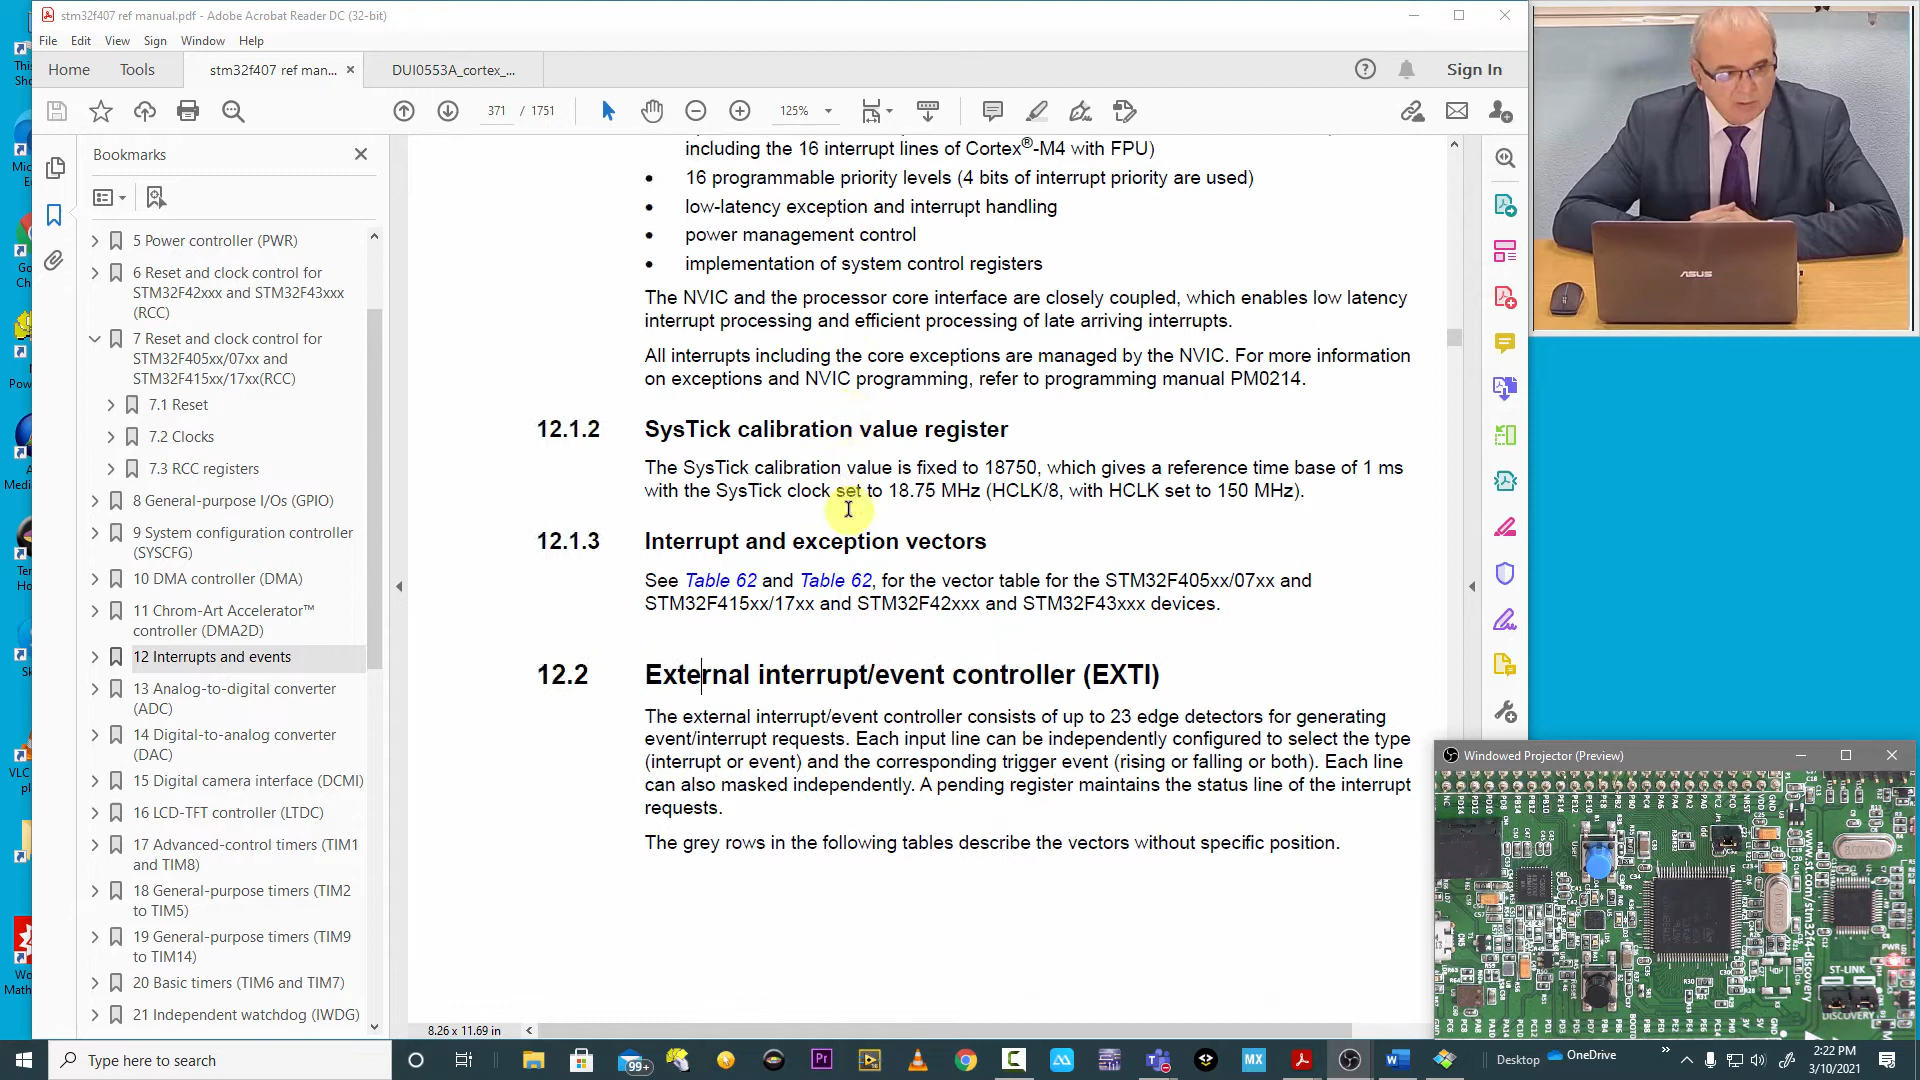 stm32f407 ref manual.pdf - Adobe Acrobat Reader DC (32-bit)
File Edit View Sign Window Help
Home Tools stm32f407 ref man... × DUI0553A_cortex_... Sign In
371 / 1751 125%
Bookmarks
5 Power controller (PWR)
6 Reset and clock control for
STM32F42xxx and STM32F43xxx
(RCC)
7 Reset and clock control for
STM32F405xx/07xx and
STM32F415xx/17xx(RCC)
7.1 Reset
7.2 Clocks
7.3 RCC registers
8 General-purpose I/Os (GPIO)
9 System configuration controller
(SYSCFG)
10 DMA controller (DMA)
11 Chrom-Art Accelerator™
controller (DMA2D)
12 Interrupts and events
13 Analog-to-digital converter
(ADC)
14 Digital-to-analog converter
(DAC)
15 Digital camera interface (DCMI)
16 LCD-TFT controller (LTDC)
17 Advanced-control timers (TIM1
and TIM8)
18 General-purpose timers (TIM2
to TIM5)
19 General-purpose timers (TIM9
to TIM14)
20 Basic timers (TIM6 and TIM7)
21 Independent watchdog (IWDG)
including the 16 interrupt lines of Cortex®-M4 with FPU)
• 16 programmable priority levels (4 bits of interrupt priority are used)
• low-latency exception and interrupt handling
• power management control
• implementation of system control registers
The NVIC and the processor core interface are closely coupled, which enables low latency
interrupt processing and efficient processing of late arriving interrupts.
All interrupts including the core exceptions are managed by the NVIC. For more information
on exceptions and NVIC programming, refer to programming manual PM0214.
12.1.2 SysTick calibration value register
The SysTick calibration value is fixed to 18750, which gives a reference time base of 1 ms
with the SysTick clock set to 18.75 MHz (HCLK/8, with HCLK set to 150 MHz).
12.1.3 Interrupt and exception vectors
See Table 62 and Table 62, for the vector table for the STM32F405xx/07xx and
STM32F415xx/17xx and STM32F42xxx and STM32F43xxx devices.
12.2 External interrupt/event controller (EXTI)
The external interrupt/event controller consists of up to 23 edge detectors for generating
event/interrupt requests. Each input line can be independently configured to select the type
(interrupt or event) and the corresponding trigger event (rising or falling or both). Each line
can also masked independently. A pending register maintains the status line of the interrupt
requests.
The grey rows in the following tables describe the vectors without specific position.
8.26 x 11.69 in
ASUS
Windowed Projector (Preview)
www.st.com/stm32f4-discovery
ST-LINK
DISCOVERY
Type here to search
99+
Pr
MX
Desktop
OneDrive
2:22 PM
3/10/2021